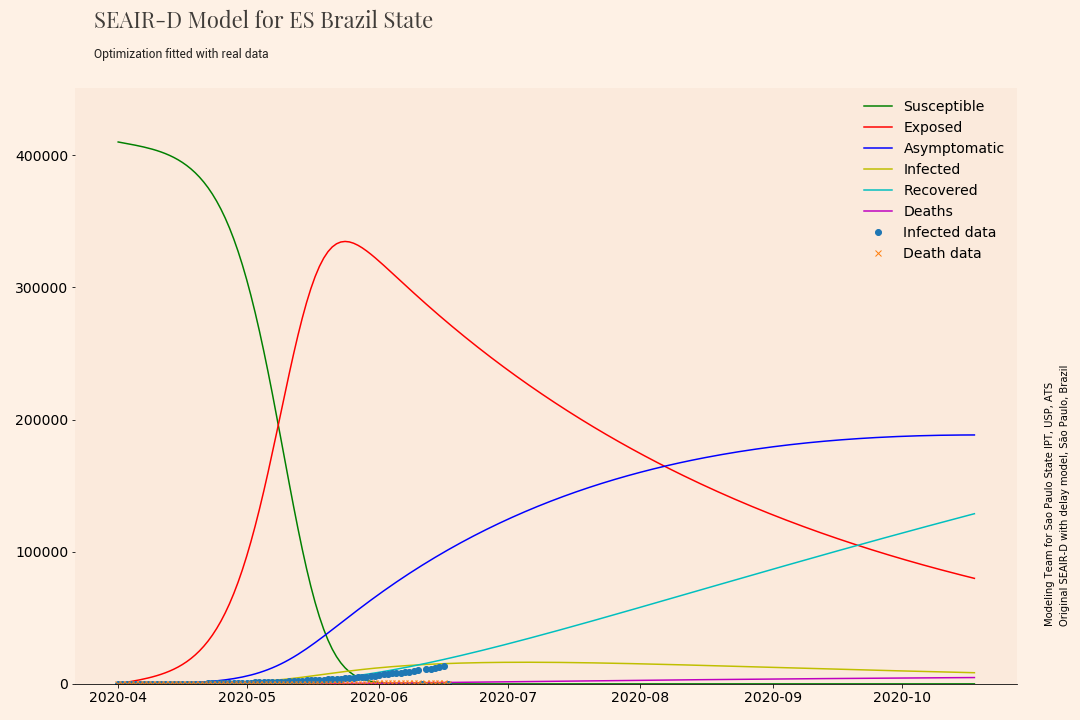 SEAIR-D Model for ES Brazil State
Optimization fitted with real data
Susceptible
Exposed
Asymptomatic
Infected
Recovered
Deaths
Infected data
Death data
400000
300000
200000
100000
0
2020-04
2020-05
2020-06
2020-07
2020-08
2020-09
2020-10
Modeling Team for Sao Paulo State IPT, USP, ATS
Original SEAIR-D with delay model, São Paulo, Brazil